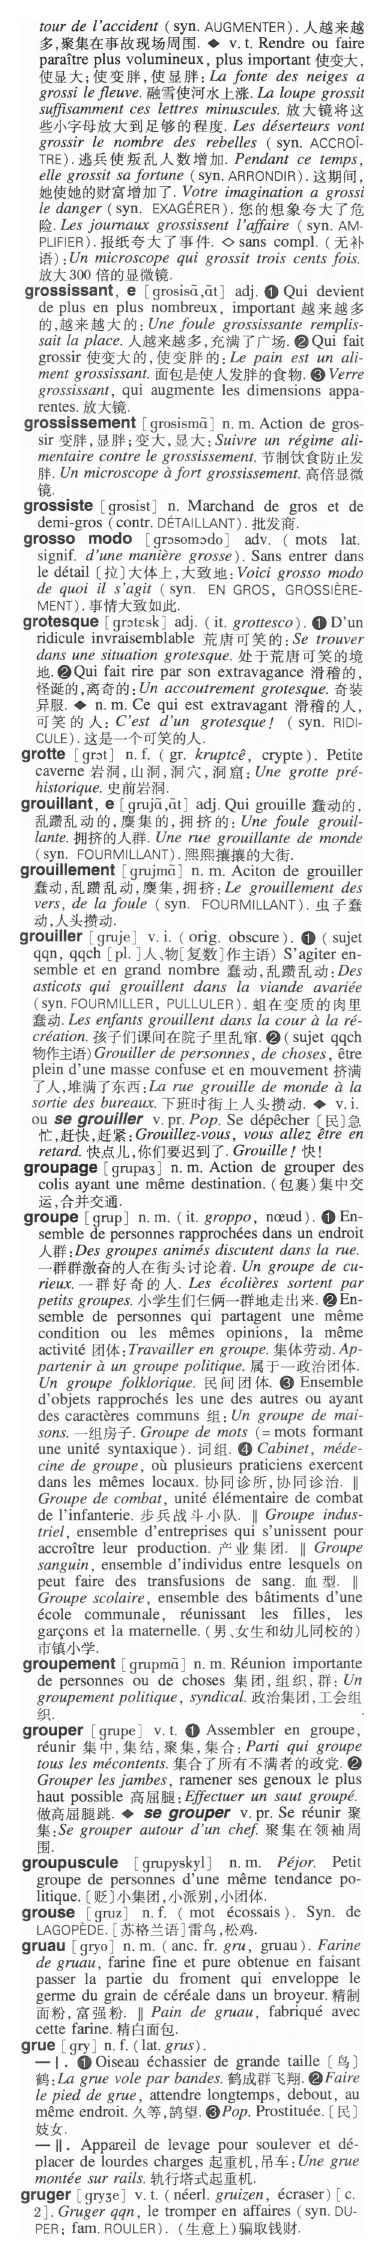 tour de l'accident (syn. AUGMENTER). 人越来越
多,聚集在事故现场周围. ◆ v. t. Rendre ou faire
paraître plus volumineux, plus important 使变大,
使显大; 使变胖,使显胖: La fonte des neiges a
grossi le fleuve. 融雪使河水上涨. La loupe grossit
suffisamment ces lettres minuscules. 放大镜将这
些小字母放大到足够的程度. Les déserteurs vont
grossir le nombre des rebelles (syn. ACCROÎ-
TRE). 逃兵使叛乱人数增加. Pendant ce temps,
elle grossit sa fortune (syn. ARRONDIR). 这期间,
她使她的财富增加了. Votre imagination a grossi
le danger (syn. EXAGÉRER). 您的想象夸大了危
险. Les journaux grossissent l'affaire (syn. AM-
PLIFIER). 报纸夸大了事件. ◇ sans compl. (无补
语): Un microscope qui grossit trois cents fois.
放大 300 倍的显微镜.
grossissant, e [grosisɑ̃,ɑ̃t] adj. ❶ Qui devient
de plus en plus nombreux, important 越来越多
的,越来越大的: Une foule grossissante remplis-
sait la place. 人越来越多,充满了广场. ❷ Qui fait
grossir 使变大的,使变胖的: Le pain est un ali-
ment grossissant. 面包是使人发胖的食物. ❸ Verre
grossissant, qui augmente les dimensions appa-
rentes. 放大镜.
grossissement [grosismɑ̃] n. m. Action de gros-
sir 变胖,显胖; 变大,显大: Suivre un régime ali-
mentaire contre le grossissement. 节制饮食防止发
胖. Un microscope à fort grossissement. 高倍显微
镜.
grossiste [grosist] n. Marchand de gros et de
demi-gros (contr. DÉTAILLANT). 批发商.
grosso modo [grɔsomɔdo] adv. (mots lat.
signif. d'une manière grosse). Sans entrer dans
le détail [拉]大体上,大致地: Voici grosso modo
de quoi il s'agit (syn. EN GROS, GROSSIÈRE-
MENT). 事情大致如此.
grotesque [grɔtɛsk] adj. (it. grottesco). ❶ D'un
ridicule invraisemblable 荒唐可笑的: Se trouver
dans une situation grotesque. 处于荒唐可笑的境
地. ❷ Qui fait rire par son extravagance 滑稽的,
怪诞的,离奇的: Un accoutrement grotesque. 奇装
异服. ◆ n. m. Ce qui est extravagant 滑稽的人,
可笑的人: C'est d'un grotesque! (syn. RIDI-
CULE). 这是一个可笑的人.
grotte [grɔt] n. f. (gr. kruptcê, crypte). Petite
caverne 岩洞,山洞,洞穴,洞窟: Une grotte pré-
historique. 史前岩洞.
grouillant, e [grujɑ̃,ɑ̃t] adj. Qui grouille 蠢动的,
乱蹿乱动的,麇集的,拥挤的: Une foule grouil-
lante. 拥挤的人群. Une rue grouillante de monde
(syn. FOURMILLANT). 熙熙攘攘的大街.
grouillement [grujmɑ̃] n. m. Aciton de grouiller
蠢动,乱蹿乱动,麇集,拥挤: Le grouillement des
vers, de la foule (syn. FOURMILLANT). 虫子蠢
动,人头攒动.
grouiller [gruje] v. i. (orig. obscure). ❶ (sujet
qqn, qqch [pl.]人、物[复数]作主语) S'agiter en-
semble et en grand nombre 蠢动,乱蹿乱动: Des
asticots qui grouillent dans la viande avariée
(syn. FOURMILLER, PULLULER). 蛆在变质的肉里
蠢动. Les enfants grouillent dans la cour à la ré-
création. 孩子们课间在院子里乱窜. ❷ (sujet qqch
物作主语) Grouiller de personnes, de choses, être
plein d'une masse confuse et en mouvement 挤满
了人,堆满了东西: La rue grouille de monde à la
sortie des bureaux. 下班时街上人头攒动. ◆ v. i.
ou se grouiller v. pr. Pop. Se dépêcher [民]急
忙,赶快,赶紧: Grouillez-vous, vous allez être en
retard. 快点儿,你们要迟到了. Grouille! 快!
groupage [grupaʒ] n. m. Action de grouper des
colis ayant une même destination. (包裹)集中交
运,合并交通.
groupe [grup] n. m. (it. groppo, nœud). ❶ En-
semble de personnes rapprochées dans un endroit
人群: Des groupes animés discutent dans la rue.
一群群激奋的人在街头讨论着. Un groupe de cu-
rieux. 一群好奇的人. Les écolières sortent par
petits groupes. 小学生们仨俩一群地走出来. ❷ En-
semble de personnes qui partagent une même
condition ou les mêmes opinions, la même
activité 团体: Travailler en groupe. 集体劳动. Ap-
partenir à un groupe politique. 属于一政治团体.
Un groupe folklorique. 民间团体. ❸ Ensemble
d'objets rapprochés les une des autres ou ayant
des caractères communs 组: Un groupe de mai-
sons. 一组房子. Groupe de mots (= mots formant
une unité syntaxique). 词组. ❹ Cabinet, méde-
cine de groupe, où plusieurs praticiens exercent
dans les mêmes locaux. 协同诊所,协同诊治. ‖
Groupe de combat, unité élémentaire de combat
de l'infanterie. 步兵战斗小队. ‖ Groupe indus-
triel, ensemble d'entreprises qui s'unissent pour
accroître leur production. 产业集团. ‖ Groupe
sanguin, ensemble d'individus entre lesquels on
peut faire des transfusions de sang. 血型. ‖
Groupe scolaire, ensemble des bâtiments d'une
école communale, réunissant les filles, les
garçons et la maternelle. (男、女生和幼儿同校的)
市镇小学.
groupement [grupmɑ̃] n. m. Réunion importante
de personnes ou de choses 集团,组织,群: Un
groupement politique, syndical. 政治集团,工会组
织.
grouper [grupe] v. t. ❶ Assembler en groupe,
réunir 集中,集结,聚集,集合: Parti qui groupe
tous les mécontents. 集合了所有不满者的政党. ❷
Grouper les jambes, ramener ses genoux le plus
haut possible 高屈腿: Effectuer un saut groupé.
做高屈腿跳. ◆ se grouper v. pr. Se réunir 聚
集: Se grouper autour d'un chef. 聚集在领袖周
围.
groupuscule [grupyskyl] n. m. Péjor. Petit
groupe de personnes d'une même tendance po-
litique. [贬]小集团,小派别,小团体.
grouse [gruz] n. f. (mot écossais). Syn. de
LAGOPÈDE. [苏格兰语]雷鸟,松鸡.
gruau [gryo] n. m. (anc. fr. gru, gruau). Farine
de gruau, farine fine et pure obtenue en faisant
passer la partie du froment qui enveloppe le
germe du grain de céréale dans un broyeur. 精制
面粉,富强粉. ‖ Pain de gruau, fabriqué avec
cette farine. 精白面包.
grue [gry] n. f. (lat. grus).
— I. ❶ Oiseau échassier de grande taille [鸟]
鹤: La grue vole par bandes. 鹤成群飞翔. ❷ Faire
le pied de grue, attendre longtemps, debout, au
même endroit. 久等,鹄望. ❸ Pop. Prostituée. [民]
妓女.
— II. Appareil de levage pour soulever et dé-
placer de lourdes charges 起重机,吊车: Une grue
montée sur rails. 轨行塔式起重机.
gruger [gryʒe] v. t. (néerl. gruizen, écraser) [c.
2]. Gruger qqn, le tromper en affaires (syn. DU-
PER; fam. ROULER). (生意上)骗取钱财.